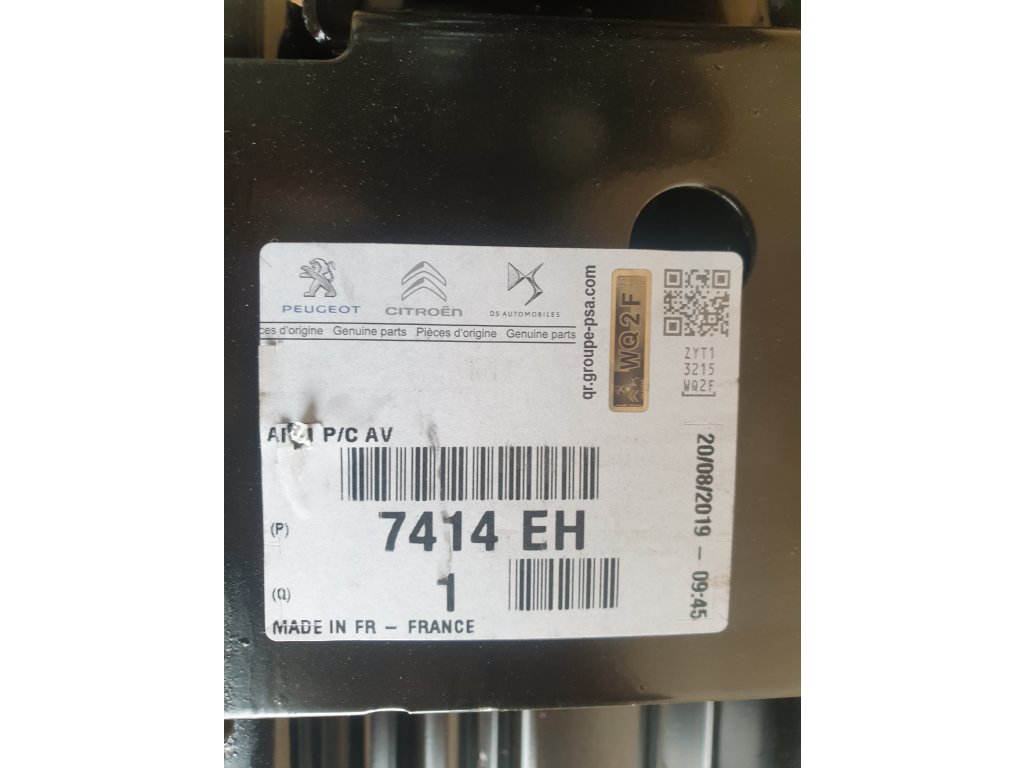 PEUGEOT
CITROËN
DS AUTOMOBILES
ces d'origine Genuine parts Pièces d'origine Genuine parts
qr.groupe-psa.com
WQ2F
ZYT1
3215
WQ2F
P/C AV
(P) 7414 EH
(Q) 1
MADE IN FR – FRANCE
20/08/2019 – 09:45